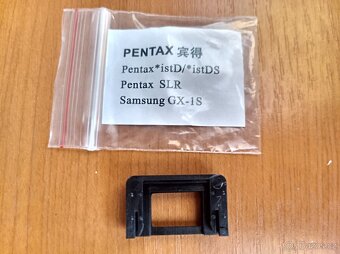 PENTAX 宾得
Pentax*istD/*istDS
Pentax SLR
Samsung GX-1S